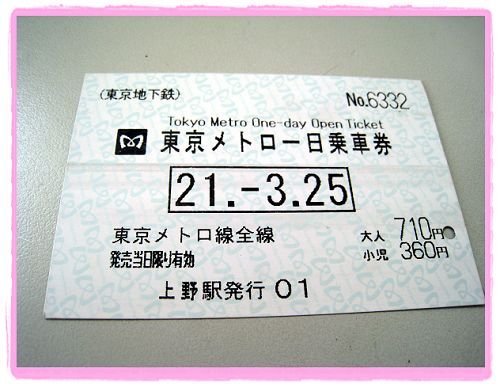 (東京地下鉄)
No.6332
Tokyo Metro One-day Open Ticket
東京メトロ一日乗車券
21.-3.25
東京メトロ線全線
大人 710円
発売当日限り有効
小児 360円
上野駅発行 01